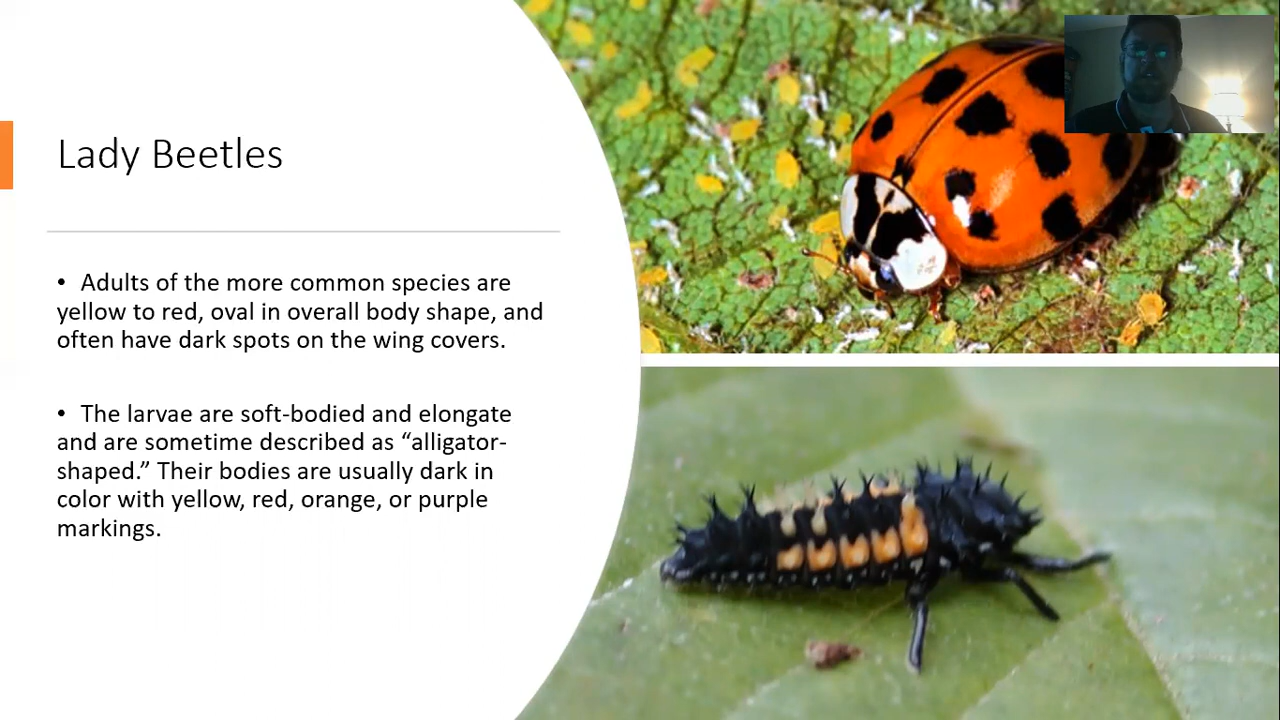 Lady Beetles
• Adults of the more common species are
yellow to red, oval in overall body shape, and
often have dark spots on the wing covers.
• The larvae are soft-bodied and elongate
and are sometime described as “alligator-
shaped.” Their bodies are usually dark in
color with yellow, red, orange, or purple
markings.